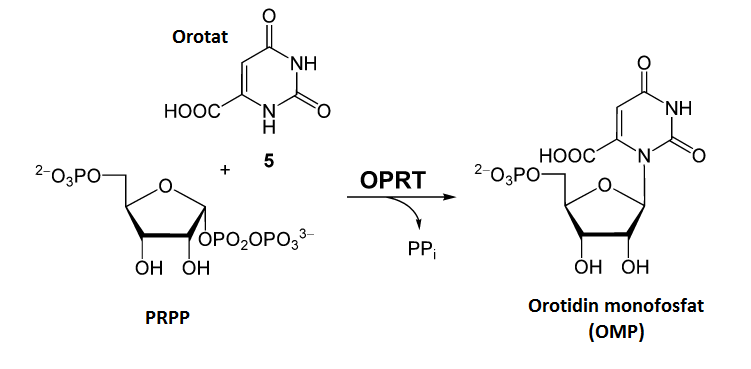 Orotat
O
NH
HOOC
N
H
O
5
+
2–O3PO
O
OPO2OPO3 3–
OH OH
PRPP
OPRT
PPi
O
NH
HOOC
N
O
2–O3PO
O
OH OH
Orotidin monofosfat
(OMP)